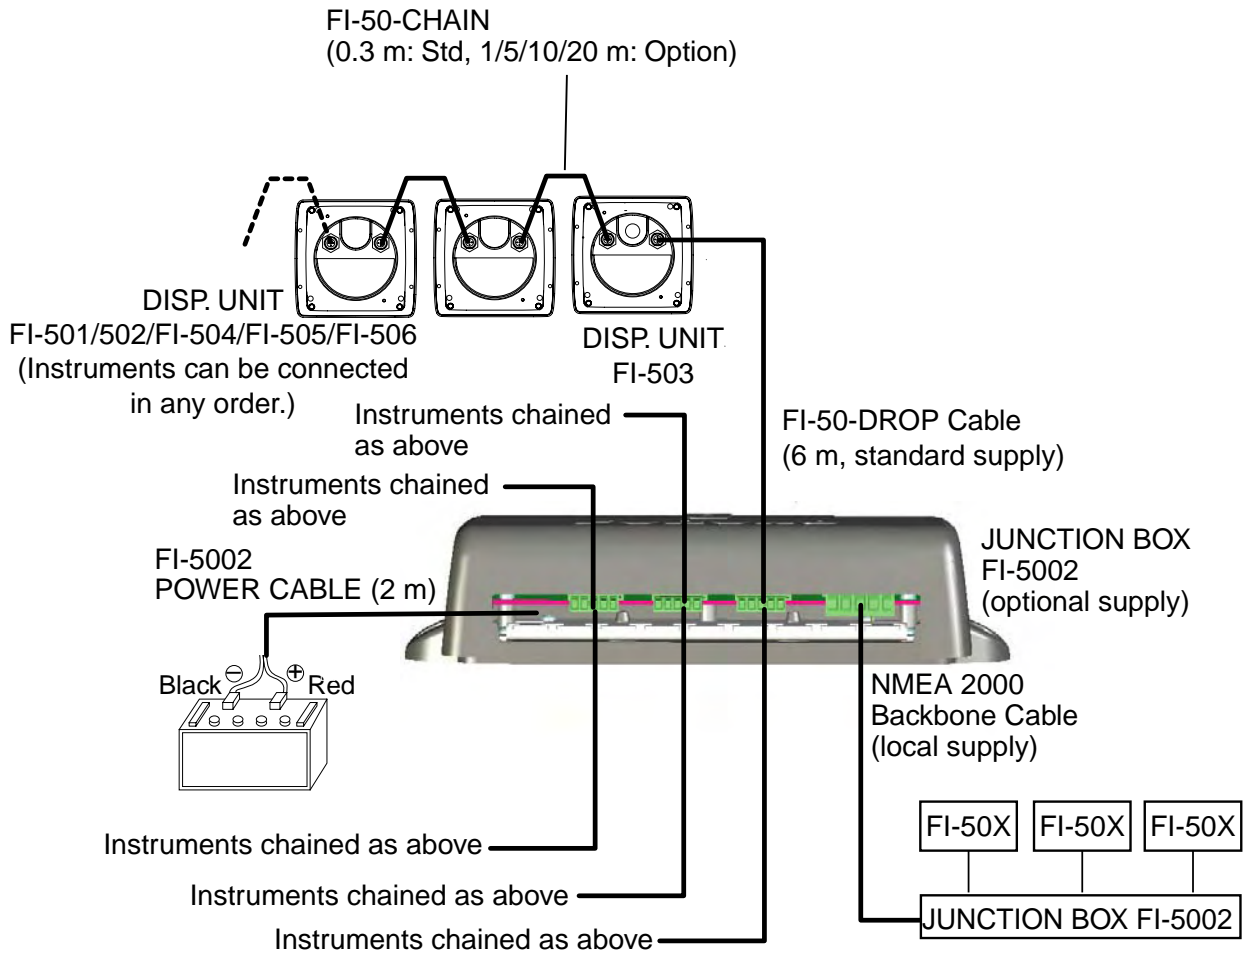 FI-50-CHAIN
(0.3 m: Std, 1/5/10/20 m: Option)
DISP. UNIT
FI-501/502/FI-504/FI-505/FI-506
(Instruments can be connected
in any order.)
DISP. UNIT
FI-503
Instruments chained
as above
FI-50-DROP Cable
(6 m, standard supply)
Instruments chained
as above
FI-5002
POWER CABLE (2 m)
JUNCTION BOX
FI-5002
(optional supply)
Black
Red
NMEA 2000
Backbone Cable
(local supply)
Instruments chained as above
Instruments chained as above
Instruments chained as above
FI-50X
FI-50X
FI-50X
JUNCTION BOX FI-5002